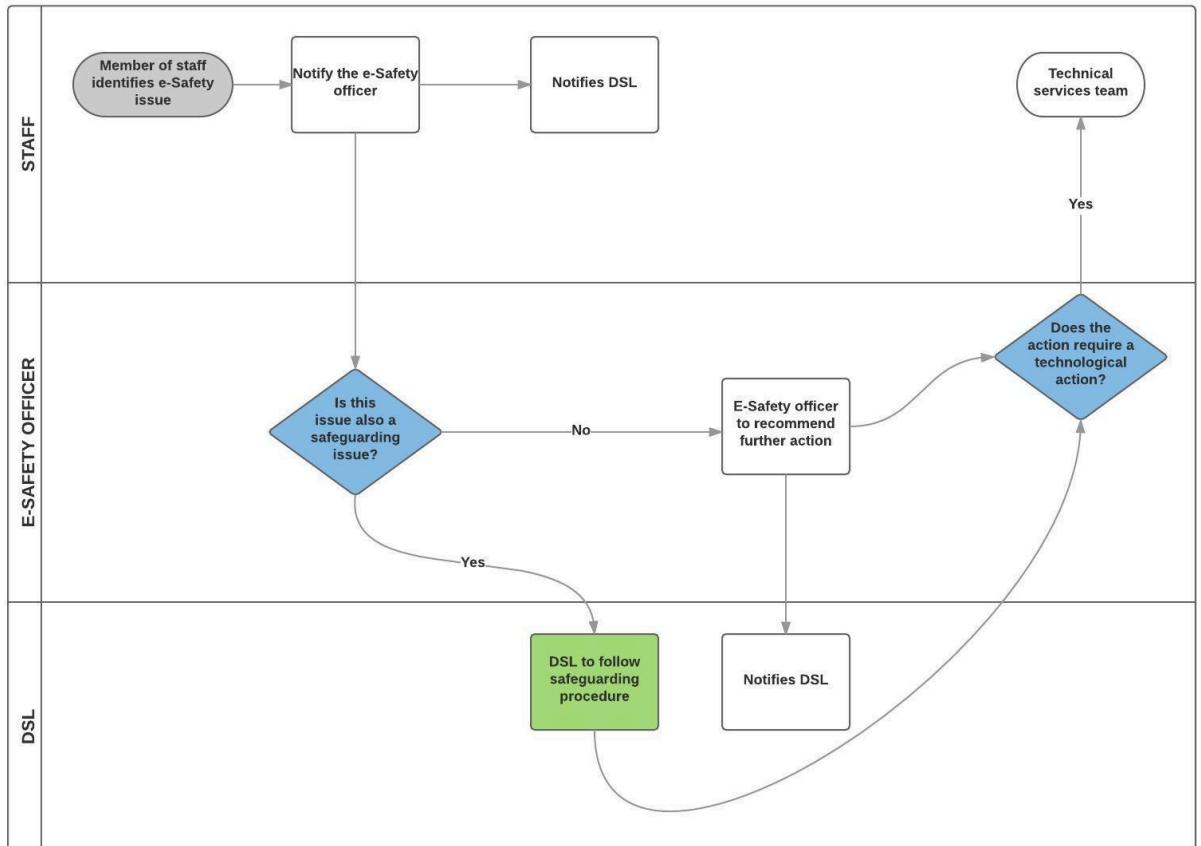 STAFF
Member of staff
identifies e-Safety
issue
Notify the e-Safety
officer
Notifies DSL
Technical
services team
Yes
E-SAFETY OFFICER
Is this
issue also a
safeguarding
issue?
No
E-Safety officer
to recommend
further action
Does the
action require a
technological
action?
Yes
DSL
DSL to follow
safeguarding
procedure
Notifies DSL